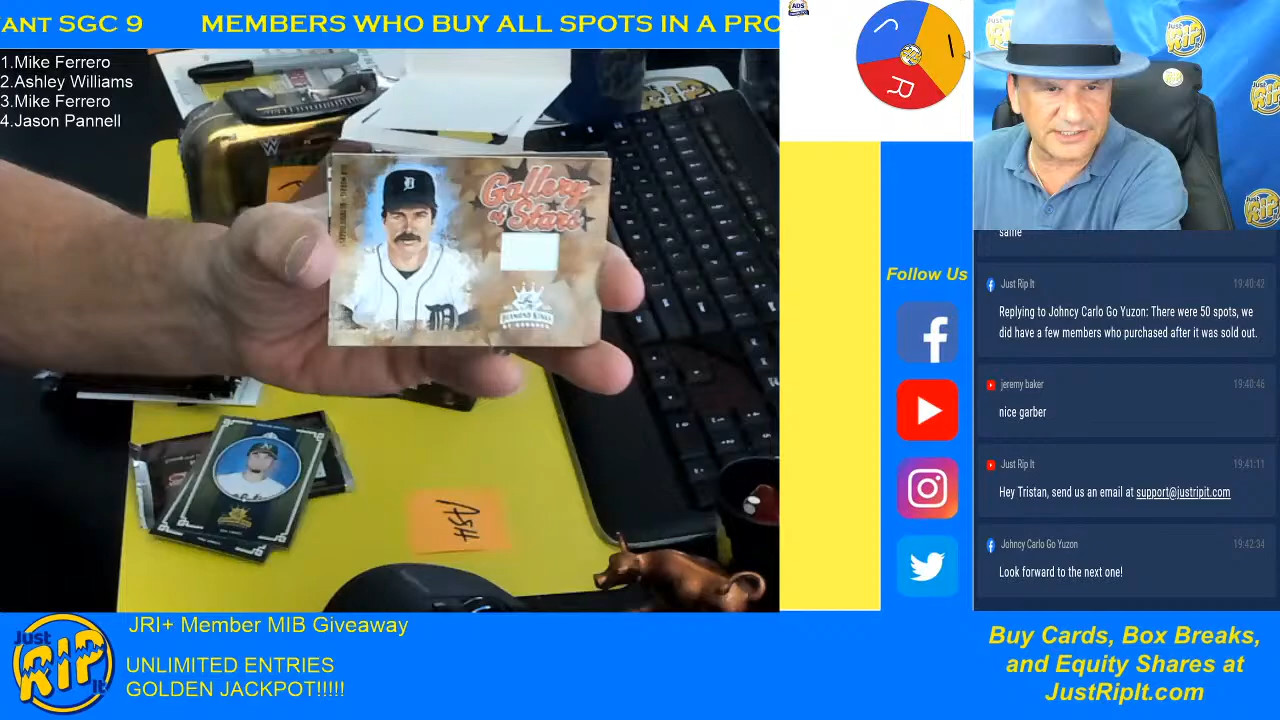 ANT SGC 9 MEMBERS WHO BUY ALL SPOTS IN A PRO
1.Mike Ferrero
2.Ashley Williams
3.Mike Ferrero
4.Jason Pannell
ADS
J
I
R
Just
RIP
It
W
D
Gallery
of Stars
D
DIAMOND KINGS
ASH
Follow Us
same
Just Rip It 19:40:42
Replying to Johncy Carlo Go Yuzon: There were 50 spots, we
did have a few members who purchased after it was sold out.
jeremy baker 19:40:46
nice garber
Just Rip It 19:41:11
Hey Tristan, send us an email at support@justripit.com
Johncy Carlo Go Yuzon 19:42:34
Look forward to the next one!
Just
RIP
It
JRI+ Member MIB Giveaway
UNLIMITED ENTRIES
GOLDEN JACKPOT!!!!!
Buy Cards, Box Breaks,
and Equity Shares at
JustRipIt.com